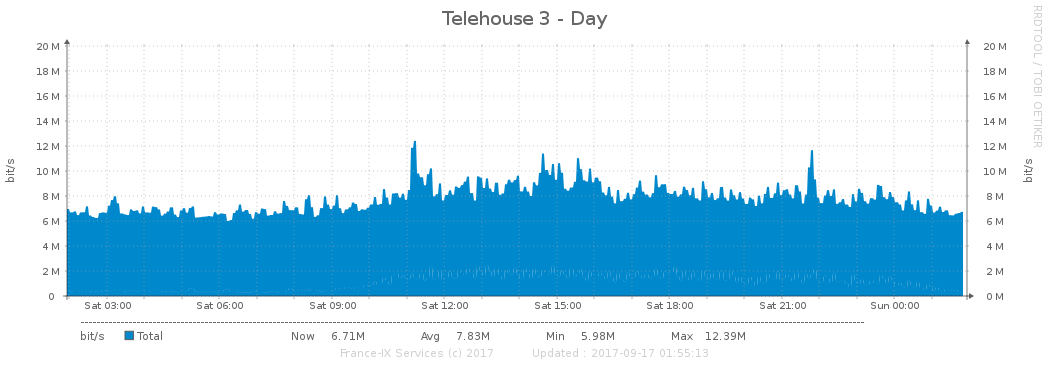 Telehouse 3 - Day
RRDTOOL / TOBI OETIKER
bit/s
20 M
18 M
16 M
14 M
12 M
10 M
8 M
6 M
4 M
2 M
0
20 M
18 M
16 M
14 M
12 M
10 M
8 M
6 M
4 M
2 M
0 M
bit/s
Sat 03:00 Sat 06:00 Sat 09:00 Sat 12:00 Sat 15:00 Sat 18:00 Sat 21:00 Sun 00:00
bit/s Total Now 6.71M Avg 7.83M Min 5.98M Max 12.39M
France-IX Services (c) 2017 Updated : 2017-09-17 01:55:13